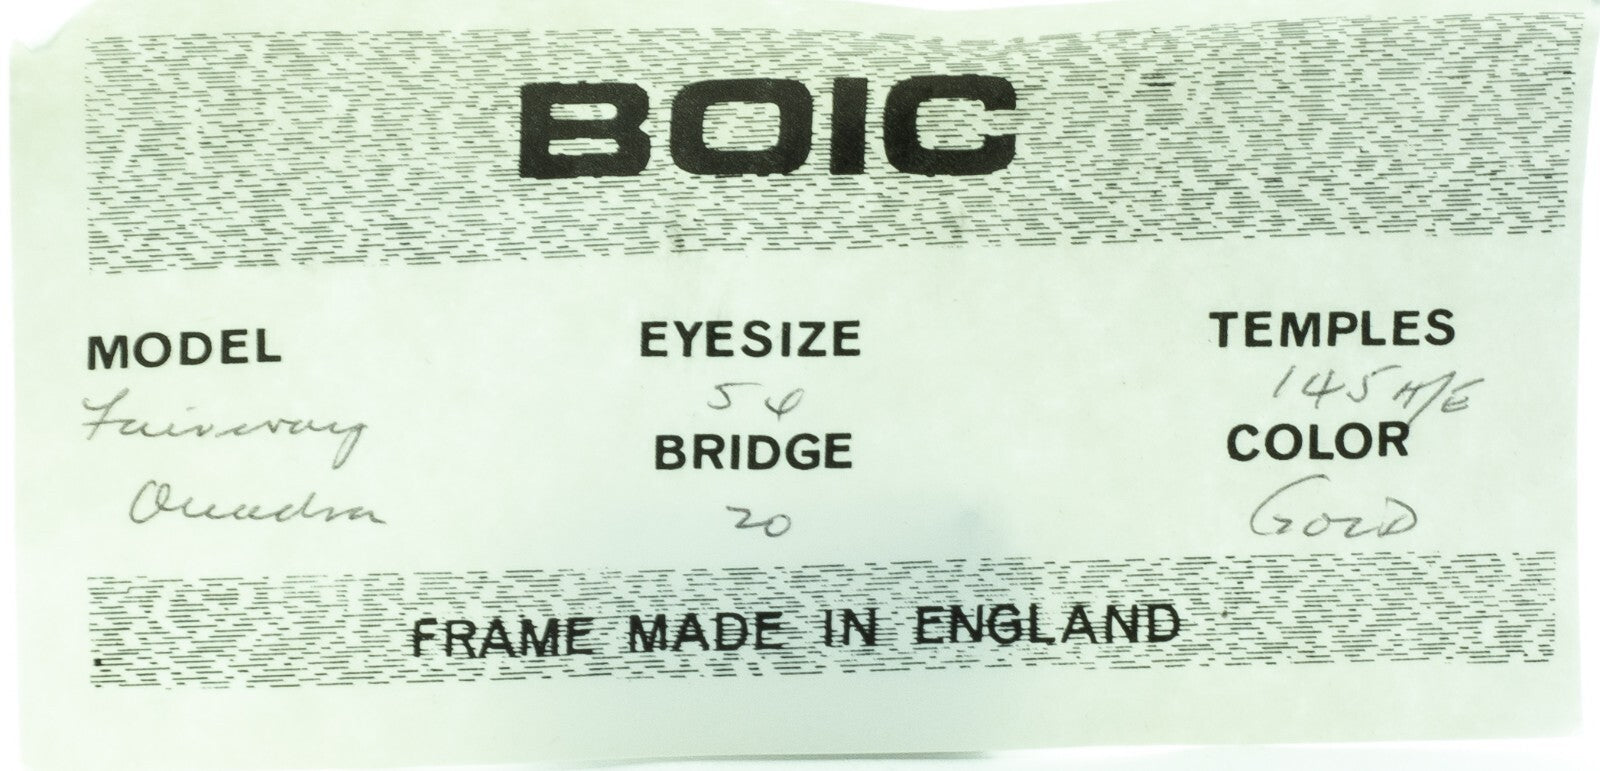 BOIC
MODEL
Fairway
Quadra
EYESIZE
54
BRIDGE
20
TEMPLES
145 H/E
COLOR
GOLD
FRAME MADE IN ENGLAND